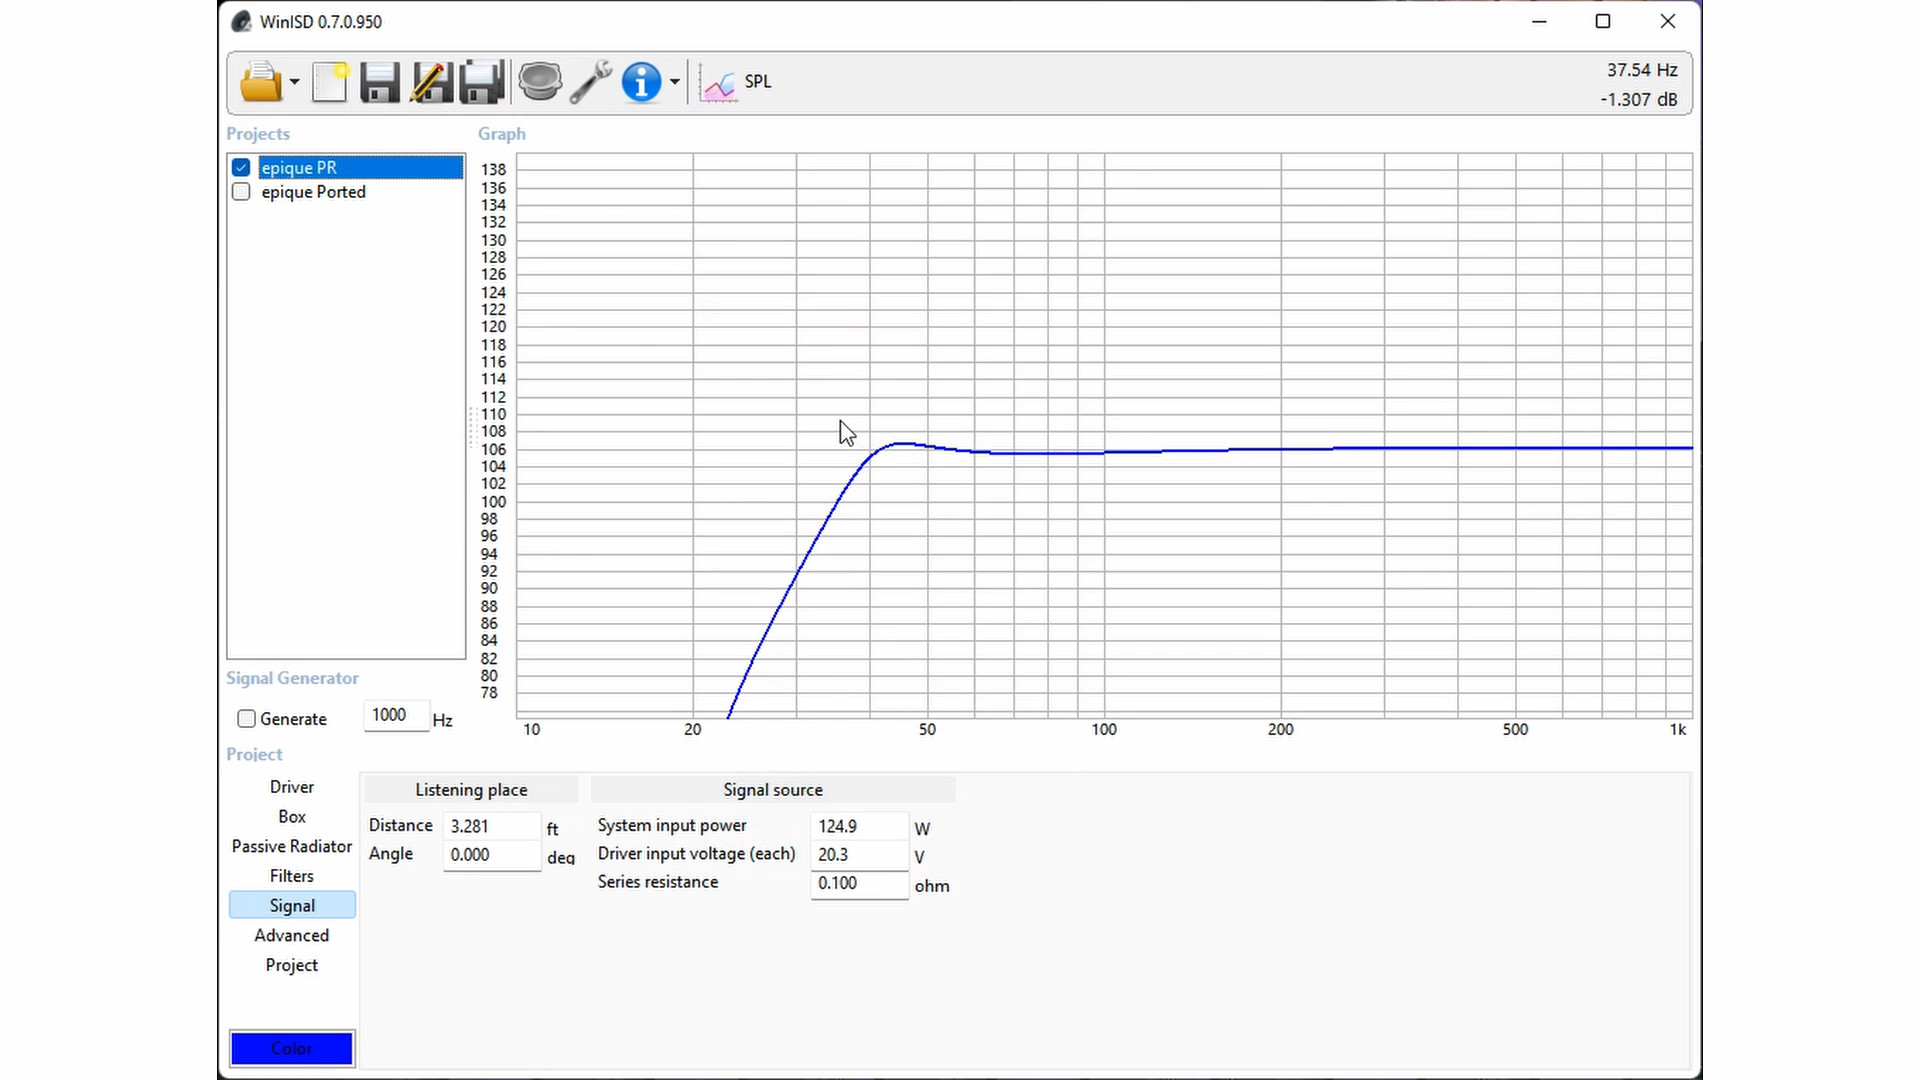 WinISD 0.7.0.950
SPL
37.54 Hz
-1.307 dB
Projects
epique PR
epique Ported
Graph
138
136
134
132
130
128
126
124
122
120
118
116
114
112
110
108
106
104
102
100
98
96
94
92
90
88
86
84
82
80
78
10 20 50 100 200 500 1k
Signal Generator
Generate 1000 Hz
Project
Driver
Box
Passive Radiator
Filters
Signal
Advanced
Project
Color
Listening place
Distance 3.281 ft
Angle 0.000 deg
Signal source
System input power 124.9 W
Driver input voltage (each) 20.3 V
Series resistance 0.100 ohm